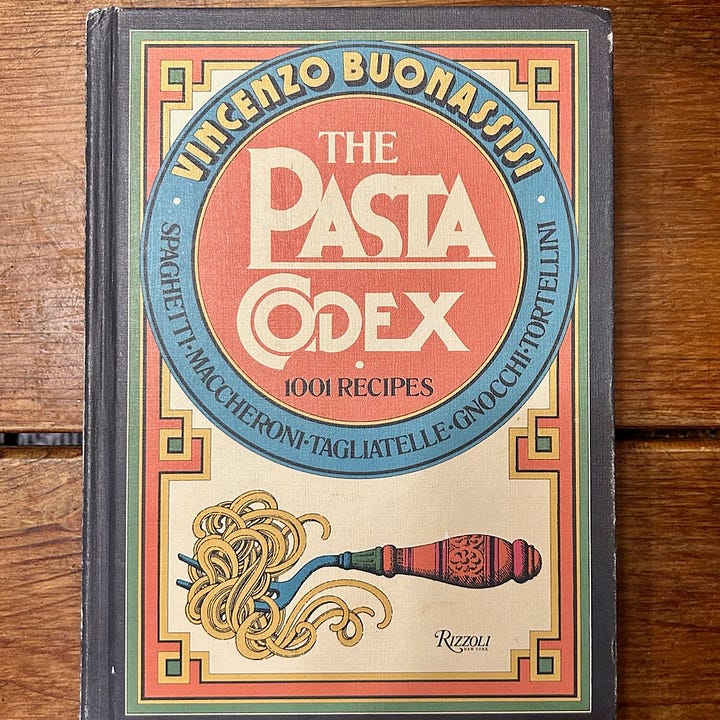 VINCENZO BUONASSISI
THE
PASTA
CODEX
1001 RECIPES
SPAGHETTI·MACCHERONI·TAGLIATELLE·GNOCCHI·TORTELLINI
RIZZOLI
NEW YORK